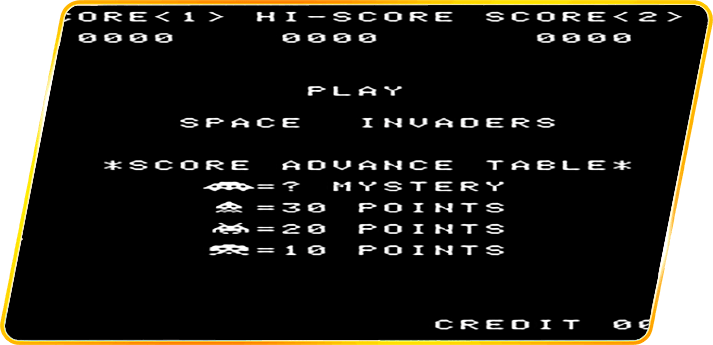 CORE<1> HI-SCORE SCORE<2>
0000 0000 0000
PLAY
SPACE INVADERS
*SCORE ADVANCE TABLE*
=? MYSTERY
=30 POINTS
=20 POINTS
=10 POINTS
CREDIT 00